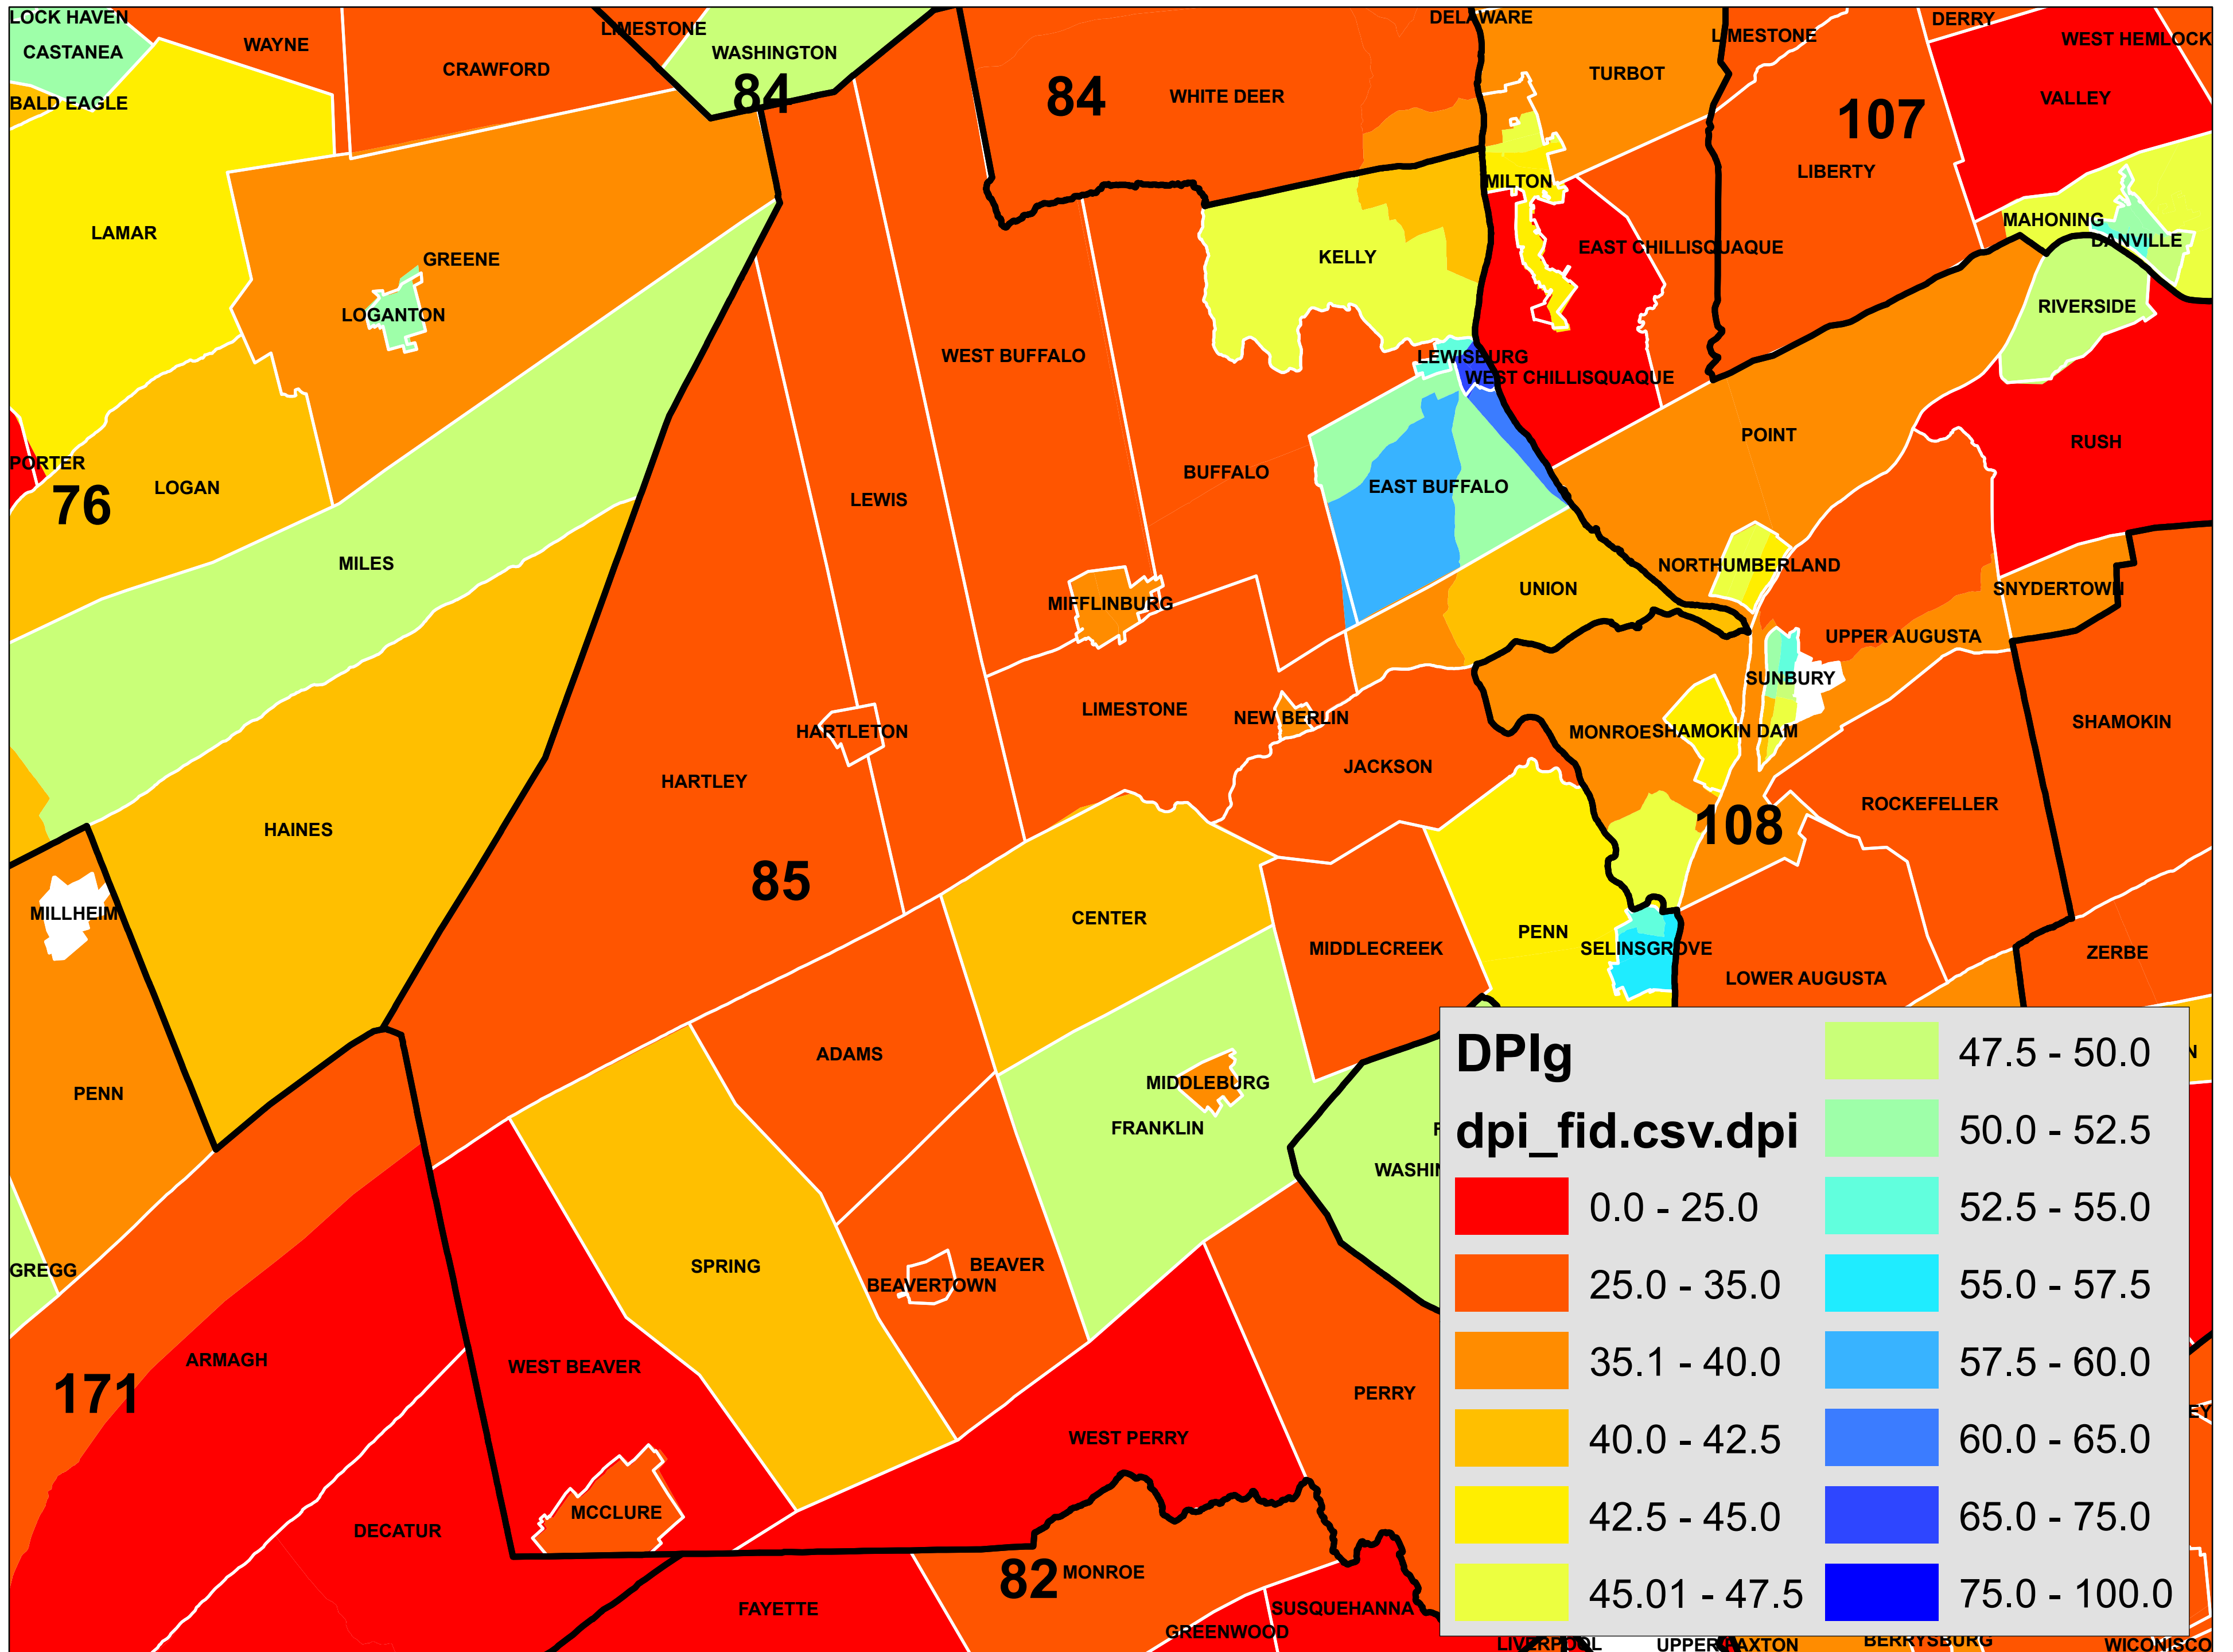 LOCK HAVEN
CASTANEA
WAYNE
CRAWFORD
LIMESTONE
WASHINGTON
84
84
WHITE DEER
DELAWARE
TURBOT
LIMESTONE
DERRY
WEST HEMLOCK
VALLEY
107
LIBERTY
BALD EAGLE
LAMAR
GREENE
LOGANTON
KELLY
MILTON
EAST CHILLISQUAQUE
MAHONING
DANVILLE
RIVERSIDE
WEST BUFFALO
LEWISBURG
WEST CHILLISQUAQUE
POINT
RUSH
PORTER
76
LOGAN
LEWIS
BUFFALO
EAST BUFFALO
MILES
MIFFLINBURG
UNION
NORTHUMBERLAND
SNYDERTOWN
UPPER AUGUSTA
SUNBURY
LIMESTONE
NEW BERLIN
HARTLETON
MONROE
SHAMOKIN DAM
SHAMOKIN
HARTLEY
JACKSON
ROCKEFELLER
108
HAINES
85
MILLHEIM
CENTER
MIDDLECREEK
PENN
SELINSGROVE
LOWER AUGUSTA
ZERBE
PENN
ADAMS
MIDDLEBURG
FRANKLIN
WASHIN
GREGG
SPRING
BEAVER
BEAVERTOWN
171
ARMAGH
WEST BEAVER
PERRY
WEST PERRY
MCCLURE
DECATUR
82
MONROE
FAYETTE
SUSQUEHANNA
GREENWOOD
LIVERPOOL
UPPER PAXTON
BERRYSBURG
WICONISCO
N
EY
F
DPIg
dpi_fid.csv.dpi
0.0 - 25.0
25.0 - 35.0
35.1 - 40.0
40.0 - 42.5
42.5 - 45.0
45.01 - 47.5
47.5 - 50.0
50.0 - 52.5
52.5 - 55.0
55.0 - 57.5
57.5 - 60.0
60.0 - 65.0
65.0 - 75.0
75.0 - 100.0